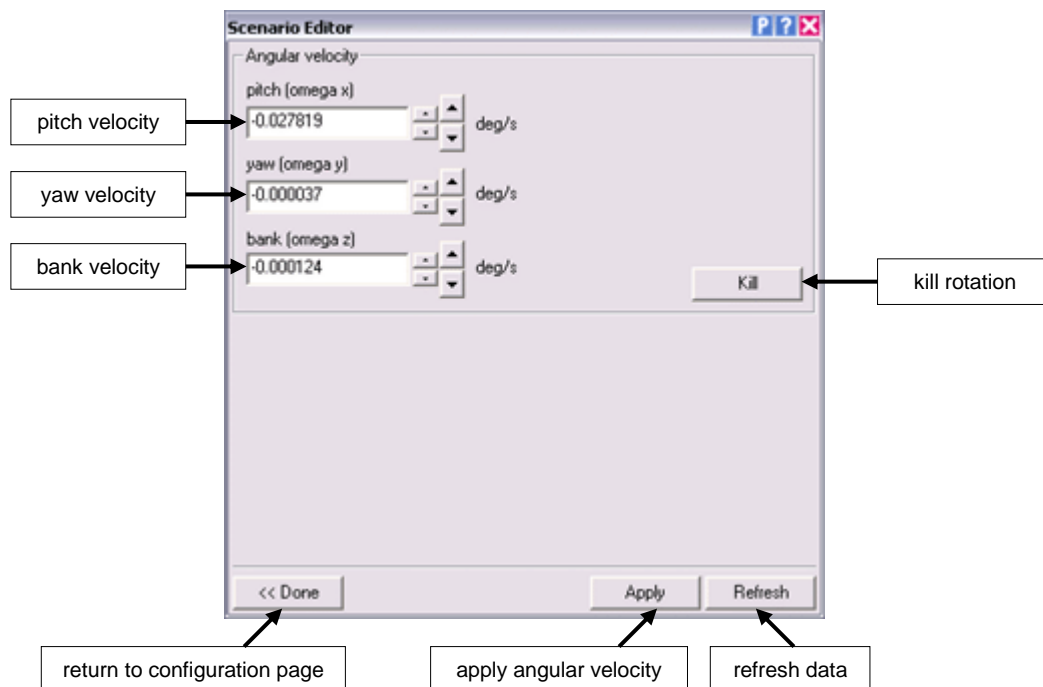 Scenario Editor
P ? X
Angular velocity
pitch (omega x)
pitch velocity
-0.027819
deg/s
yaw (omega y)
yaw velocity
-0.000037
deg/s
bank (omega z)
bank velocity
-0.000124
deg/s
Kill
kill rotation
<< Done
Apply
Refresh
return to configuration page
apply angular velocity
refresh data